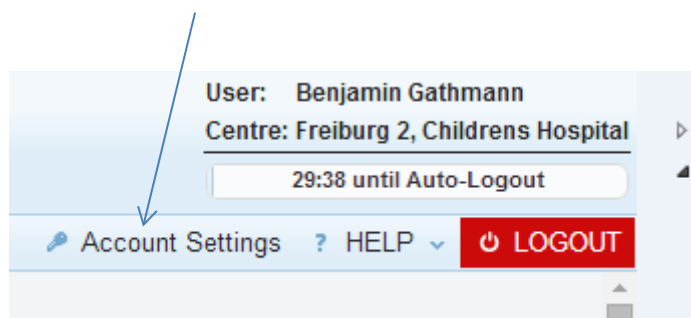 User: Benjamin Gathmann
Centre: Freiburg 2, Childrens Hospital
29:38 until Auto-Logout
Account Settings ? HELP LOGOUT